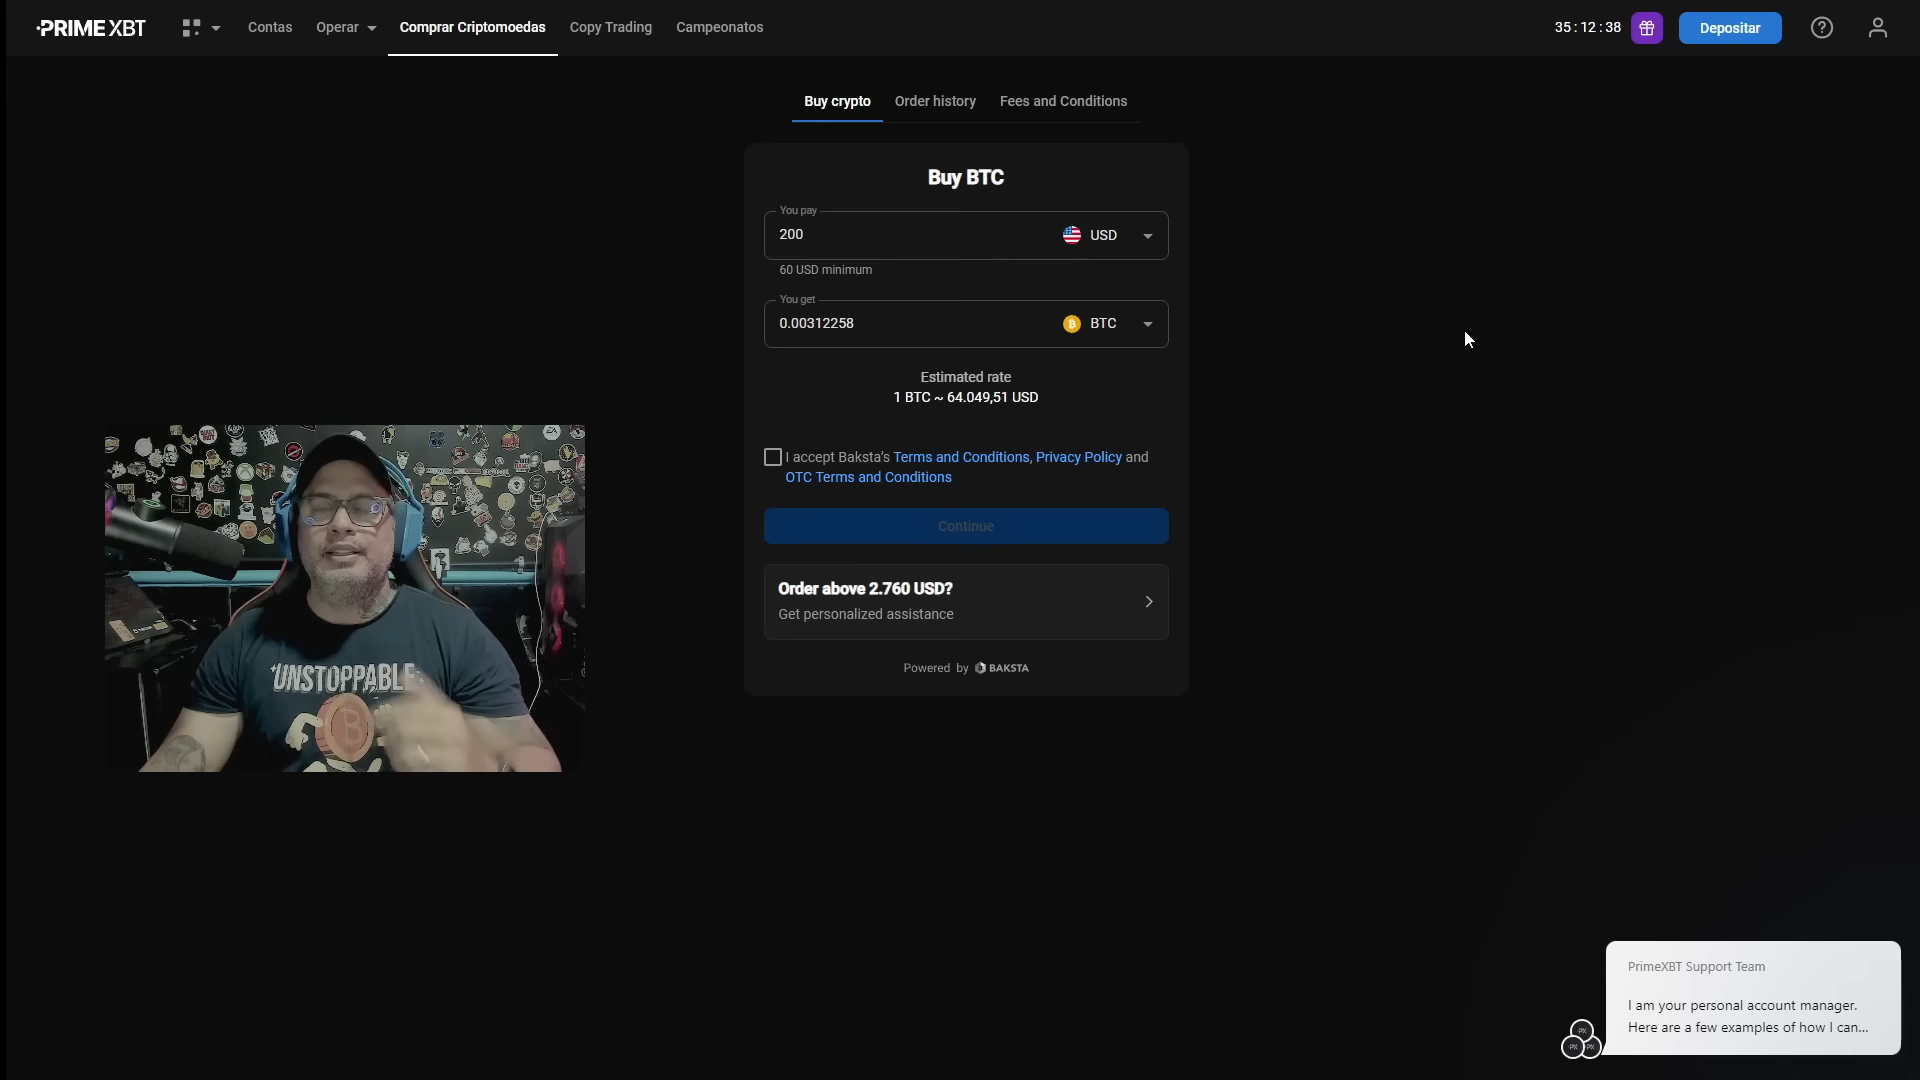 PRIME XBT
Contas
Operar
Comprar Criptomoedas
Copy Trading
Campeonatos
35 : 12 : 38
Depositar
Buy crypto
Order history
Fees and Conditions
Buy BTC
You pay
200
USD
60 USD minimum
You get
0.00312258
BTC
Estimated rate
1 BTC ~ 64.049,51 USD
I accept Baksta's Terms and Conditions, Privacy Policy and
OTC Terms and Conditions
Continue
Order above 2.760 USD?
Get personalized assistance
Powered by BAKSTA
UNSTOPPABLE
PrimeXBT Support Team
I am your personal account manager.
Here are a few examples of how I can...